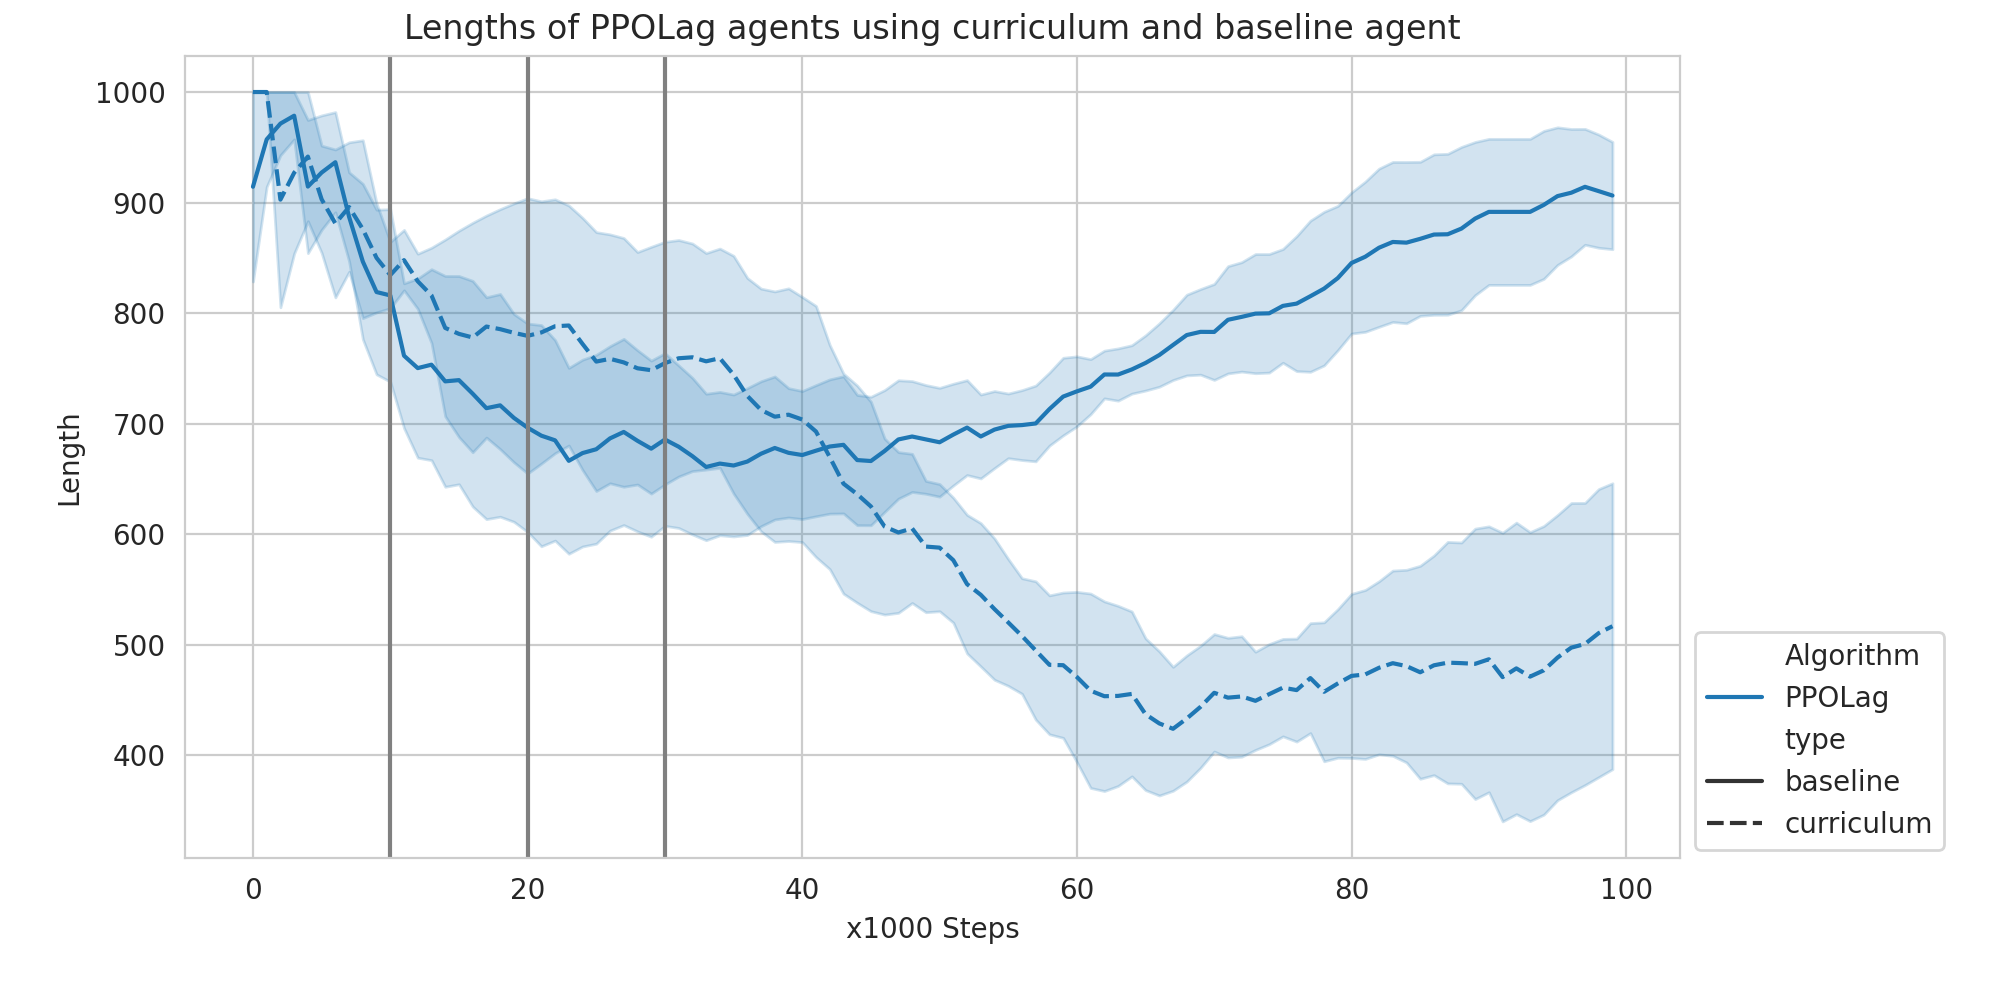 Lengths of PPOLag agents using curriculum and baseline agent
1000
900
800
700
600
500
400
Length
0 20 40 60 80 100
x1000 Steps
Algorithm
PPOLag
type
baseline
curriculum